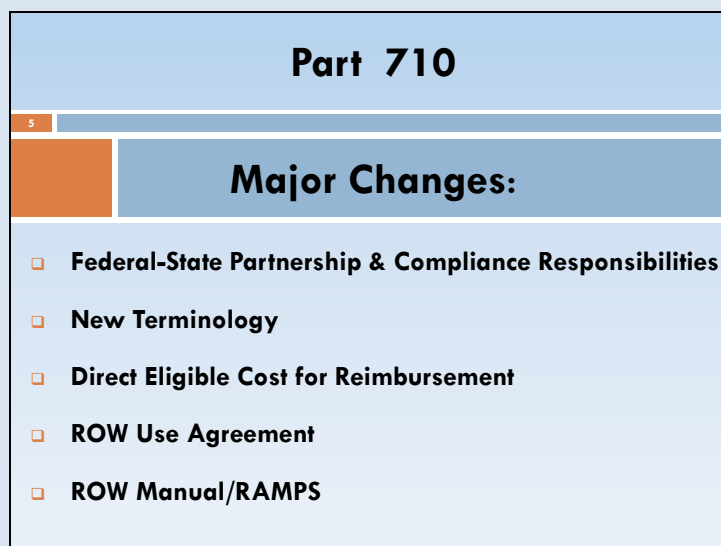 Part 710
5
Major Changes:
Federal-State Partnership & Compliance Responsibilities
New Terminology
Direct Eligible Cost for Reimbursement
ROW Use Agreement
ROW Manual/RAMPS